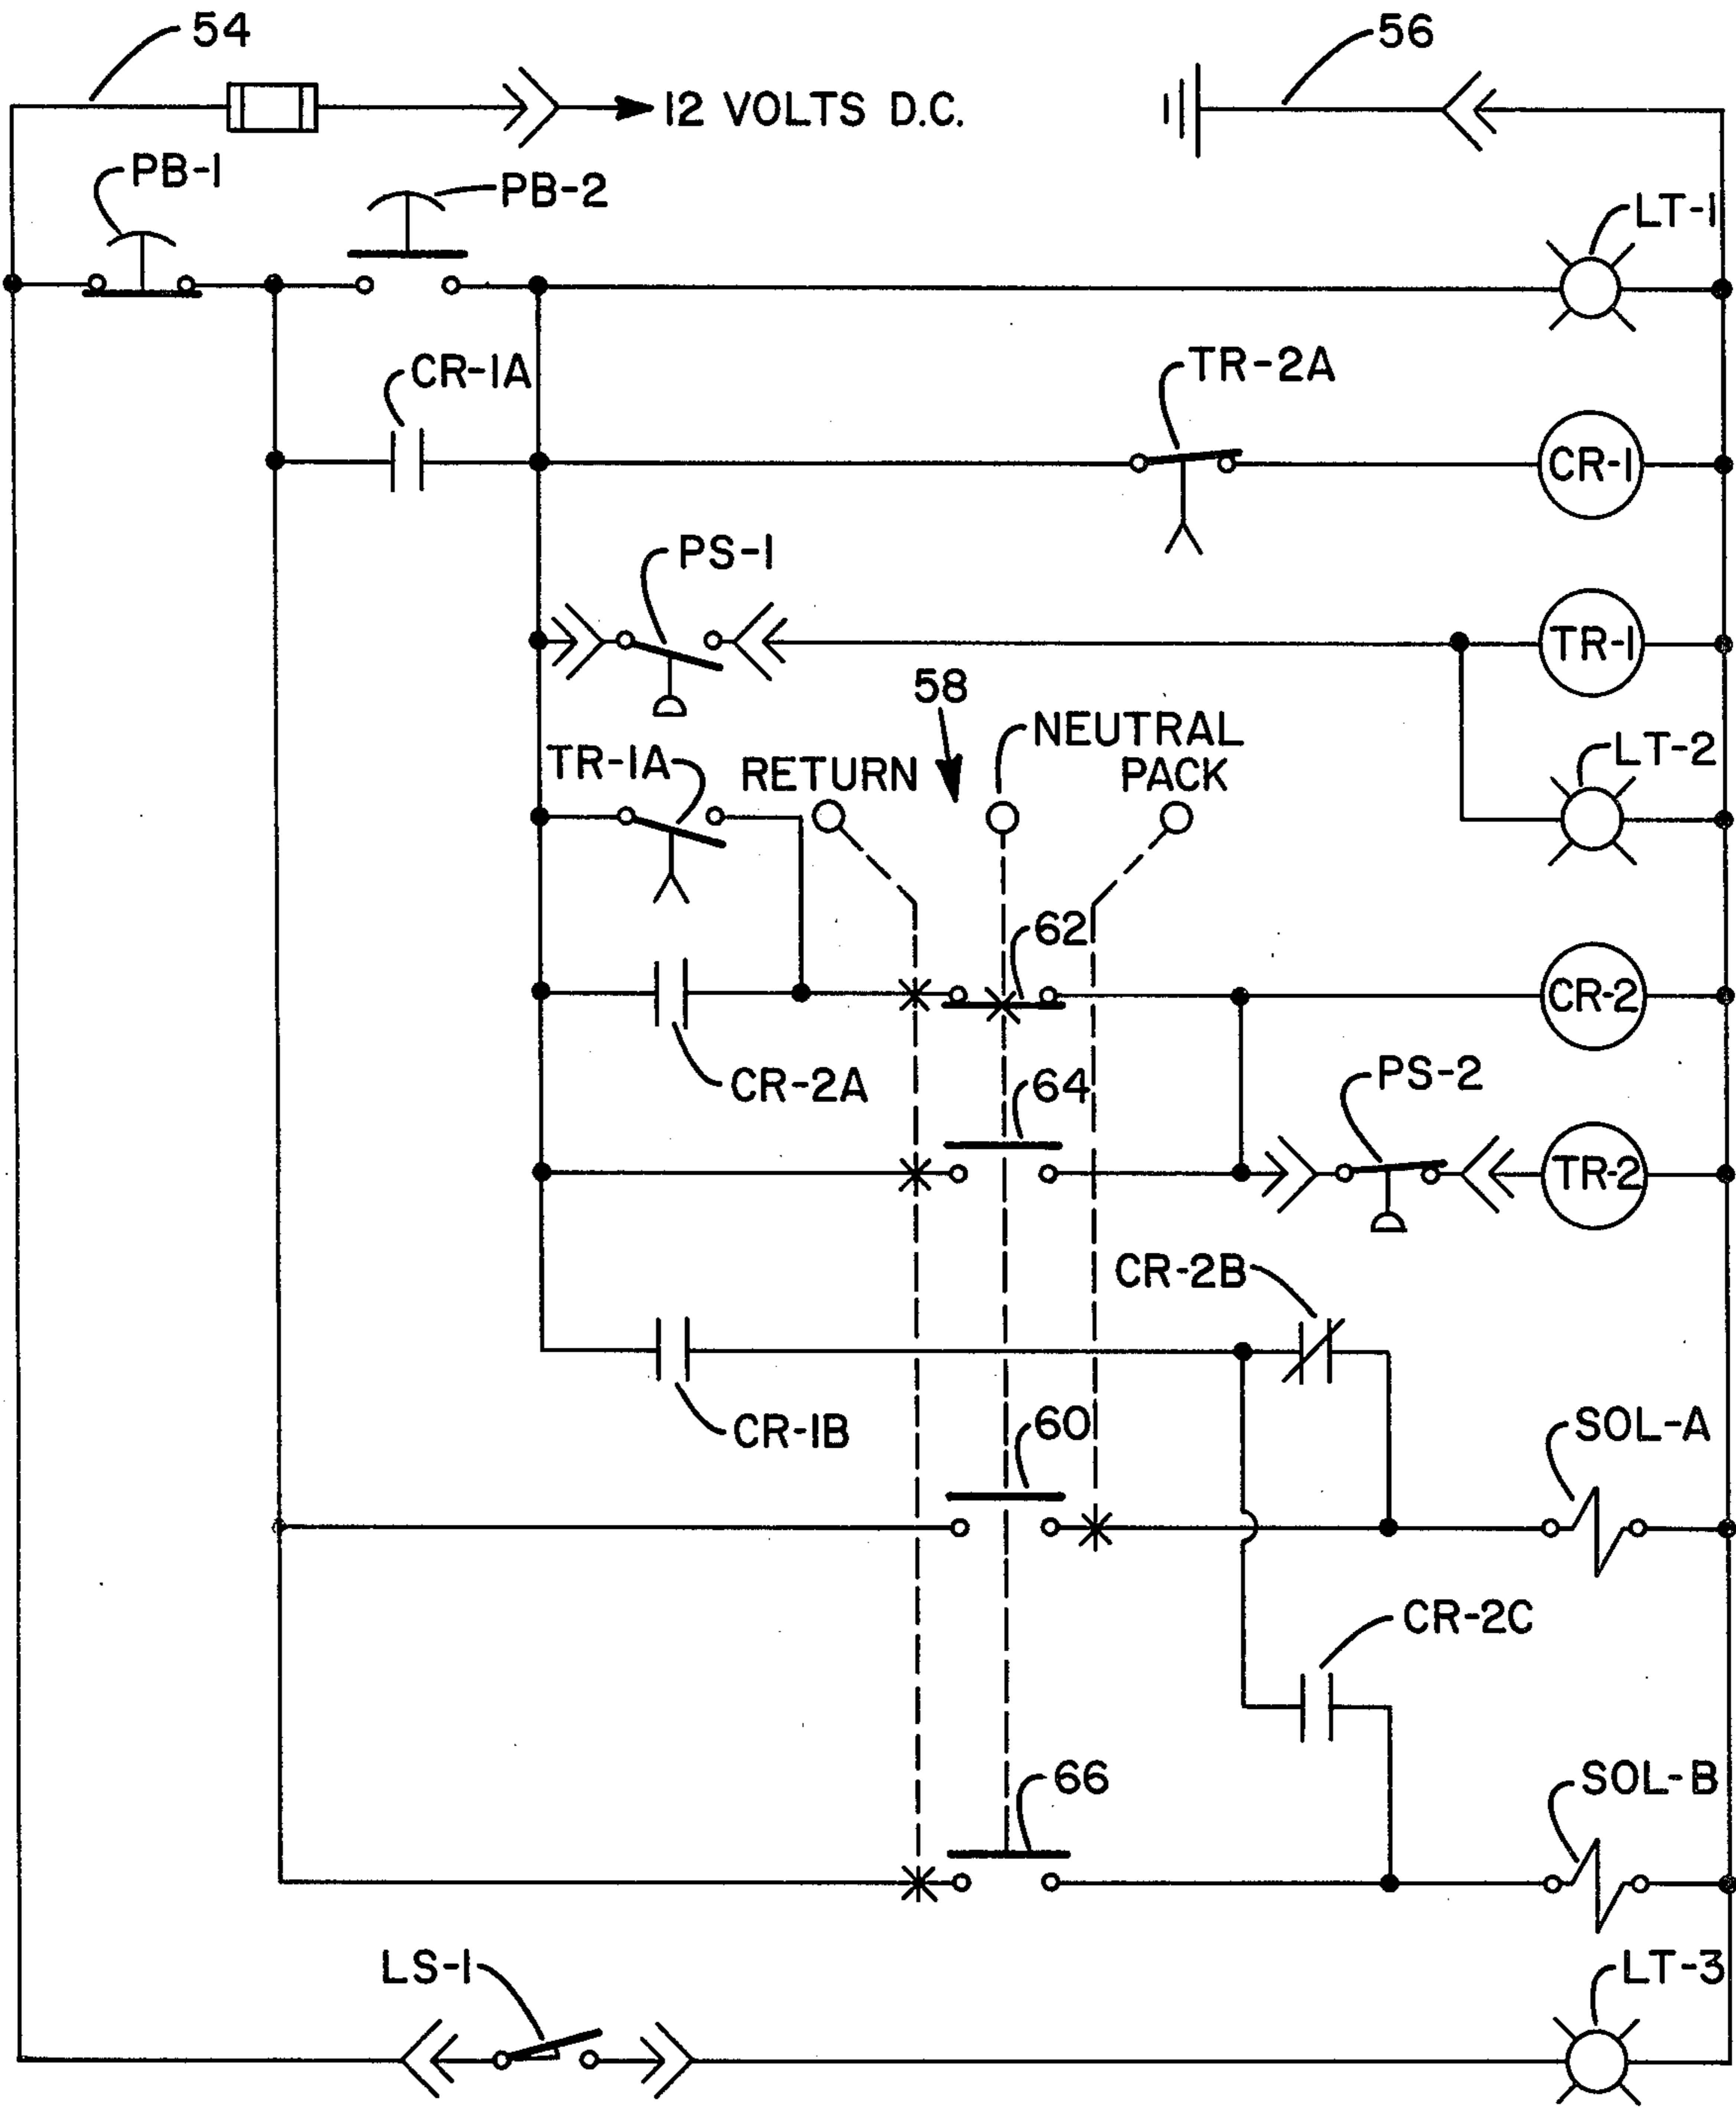 54
56
12 VOLTS D.C.
PB-1
PB-2
LT-1
CR-1A
TR-2A
CR-1
PS-1
TR-1
58
NEUTRAL
LT-2
TR-1A
RETURN
PACK
62
CR-2
CR-2A
64
PS-2
TR-2
CR-2B
CR-1B
60
SOL-A
CR-2C
66
SOL-B
LS-1
LT-3